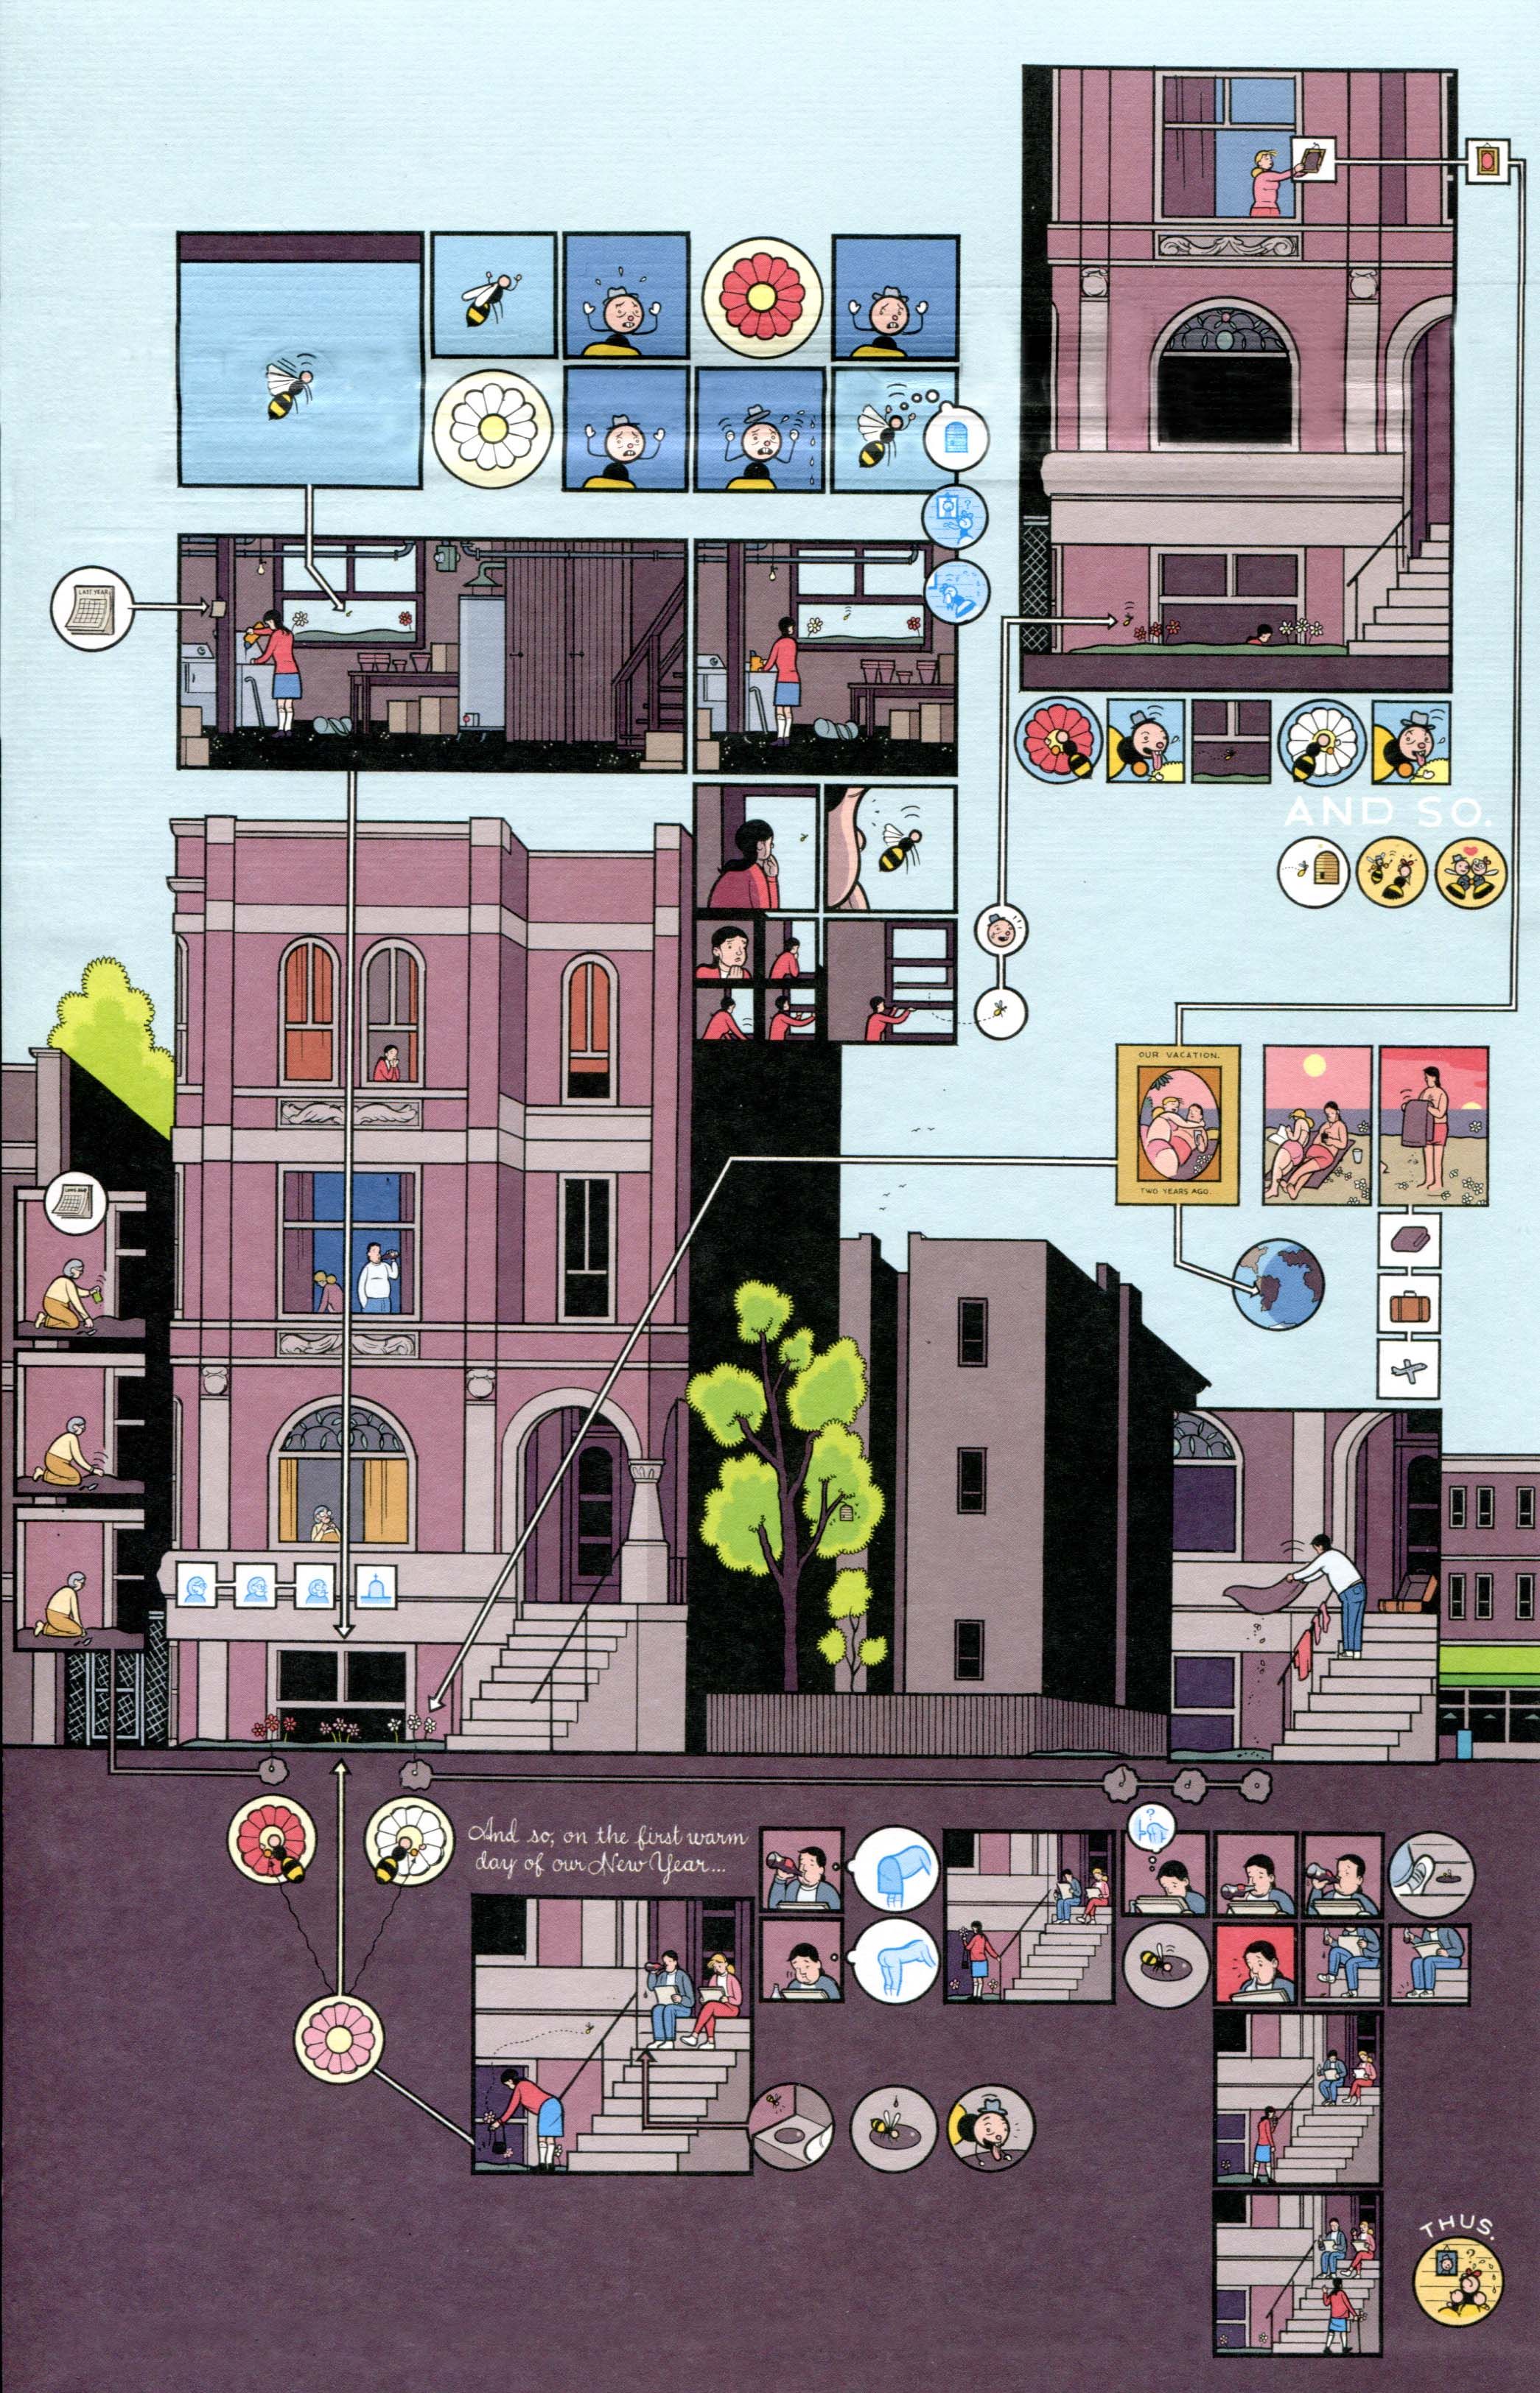 LAST YEAR
AND SO.
OUR VACATION.
TWO YEARS AGO.
And so, on the first warm
day of our New Year...
?
?
THUS.
?